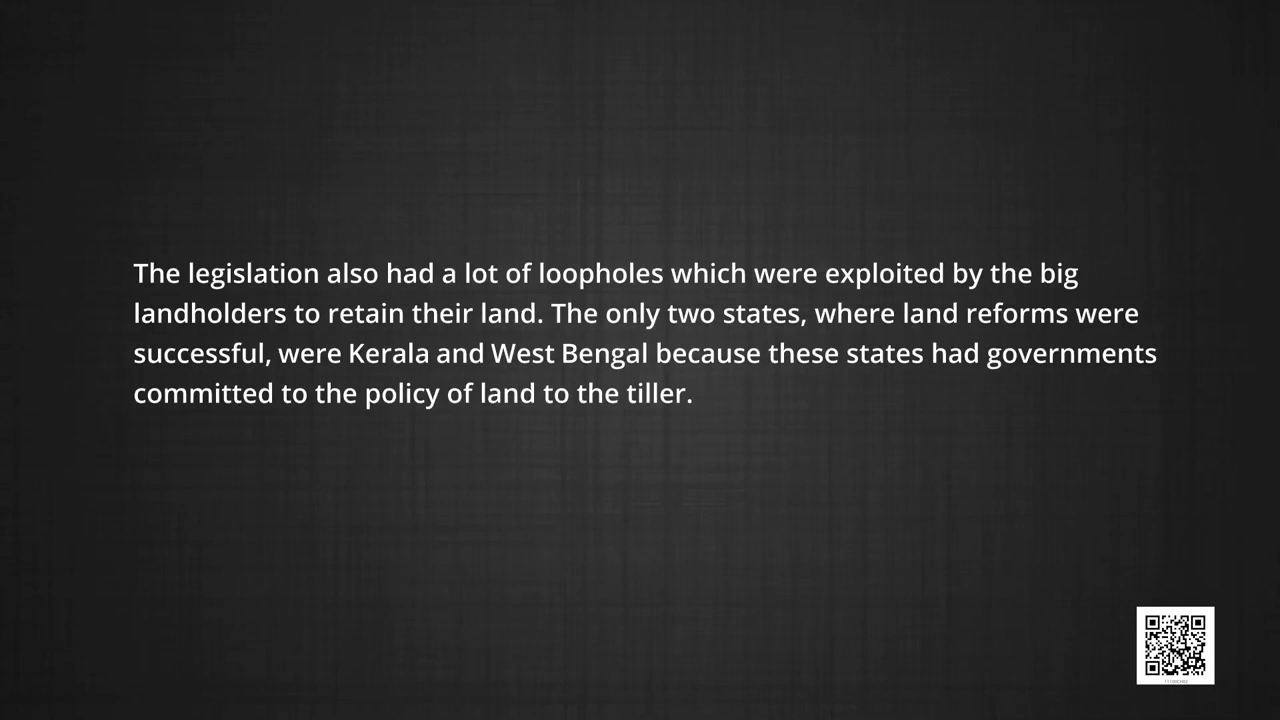 The legislation also had a lot of loopholes which were exploited by the big
landholders to retain their land. The only two states, where land reforms were
successful, were Kerala and West Bengal because these states had governments
committed to the policy of land to the tiller.